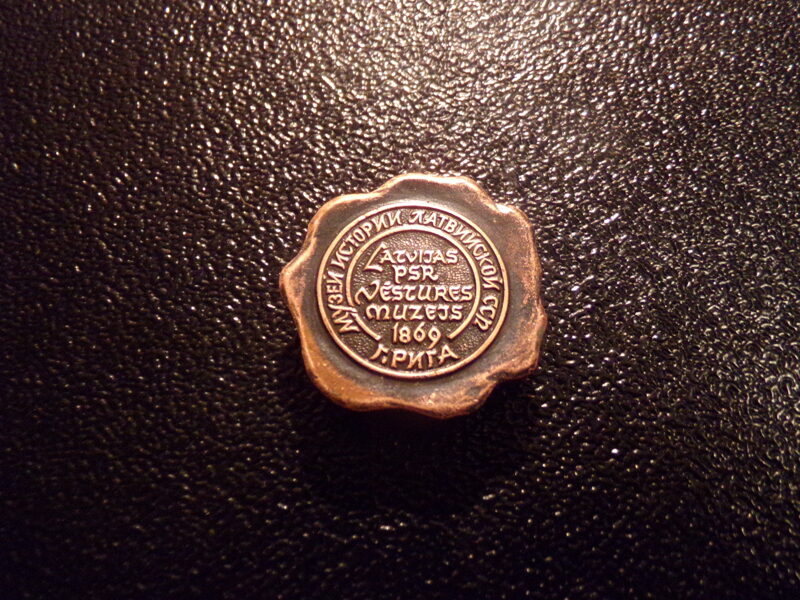 МУЗЕЙ ИСТОРИИ ЛАТВИЙСКОЙ ССР
LATVIJAS
PSR
VĒSTURES
MUZEJS
1869
Г. РИГА